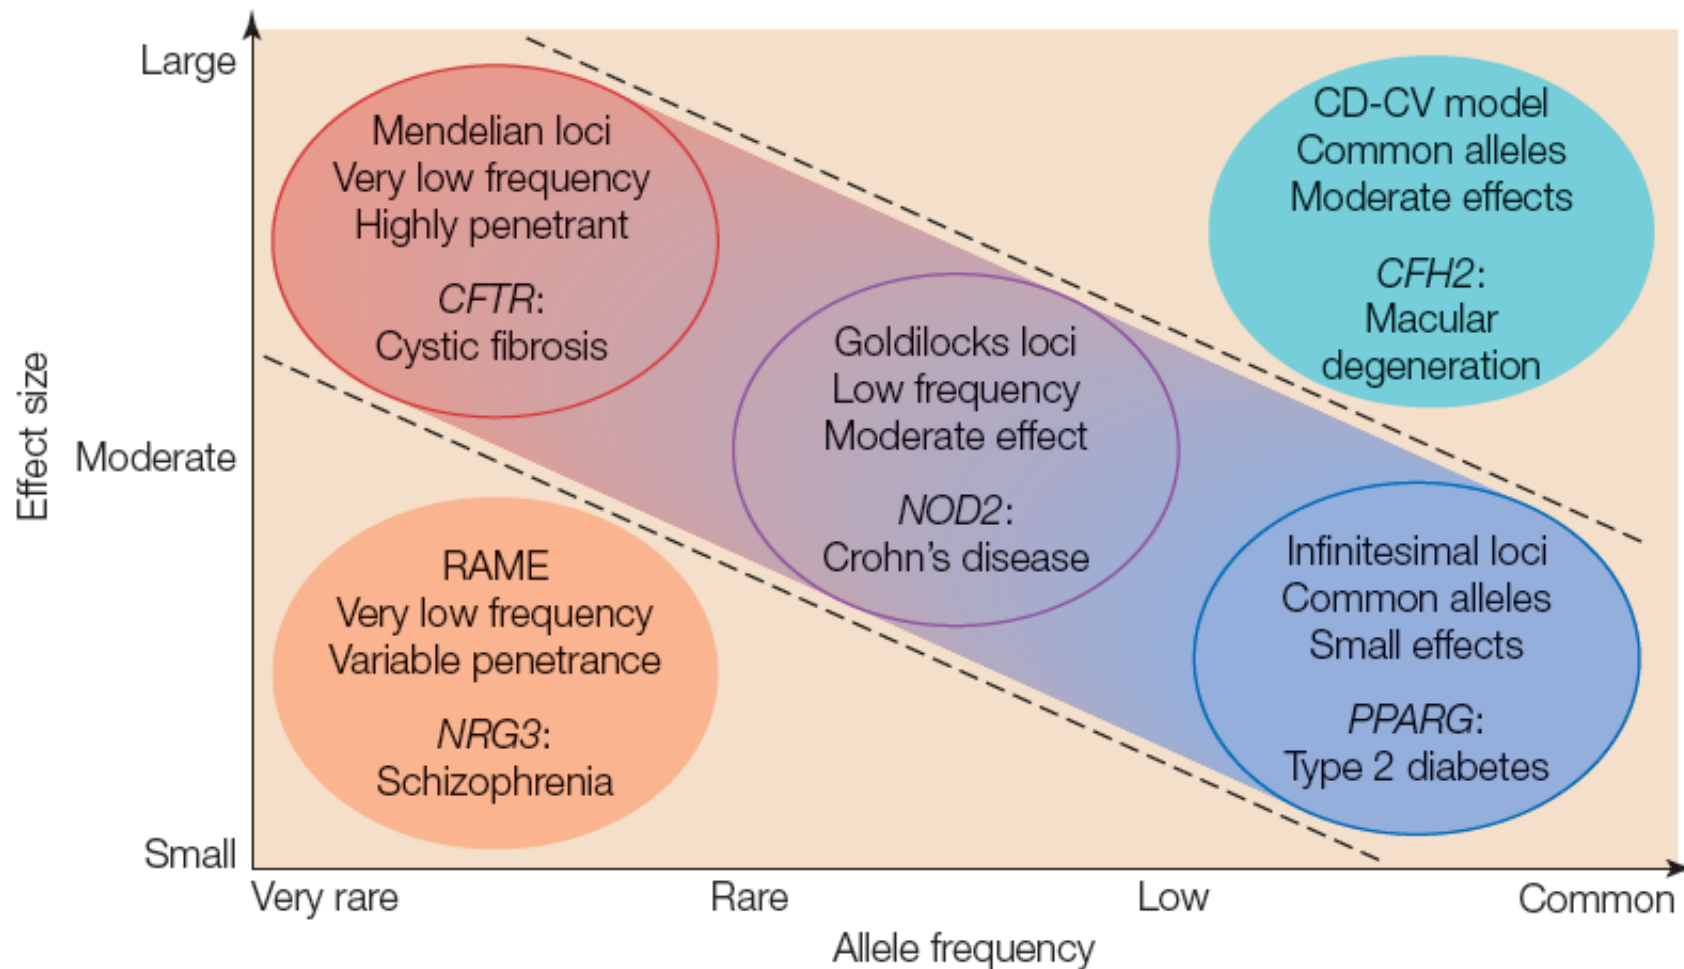 Effect size
Large
Moderate
Small
Mendelian loci
Very low frequency
Highly penetrant
CFTR:
Cystic fibrosis
CD-CV model
Common alleles
Moderate effects
CFH2:
Macular
degeneration
Goldilocks loci
Low frequency
Moderate effect
NOD2:
Crohn’s disease
RAME
Very low frequency
Variable penetrance
NRG3:
Schizophrenia
Infinitesimal loci
Common alleles
Small effects
PPARG:
Type 2 diabetes
Very rare
Rare
Low
Common
Allele frequency